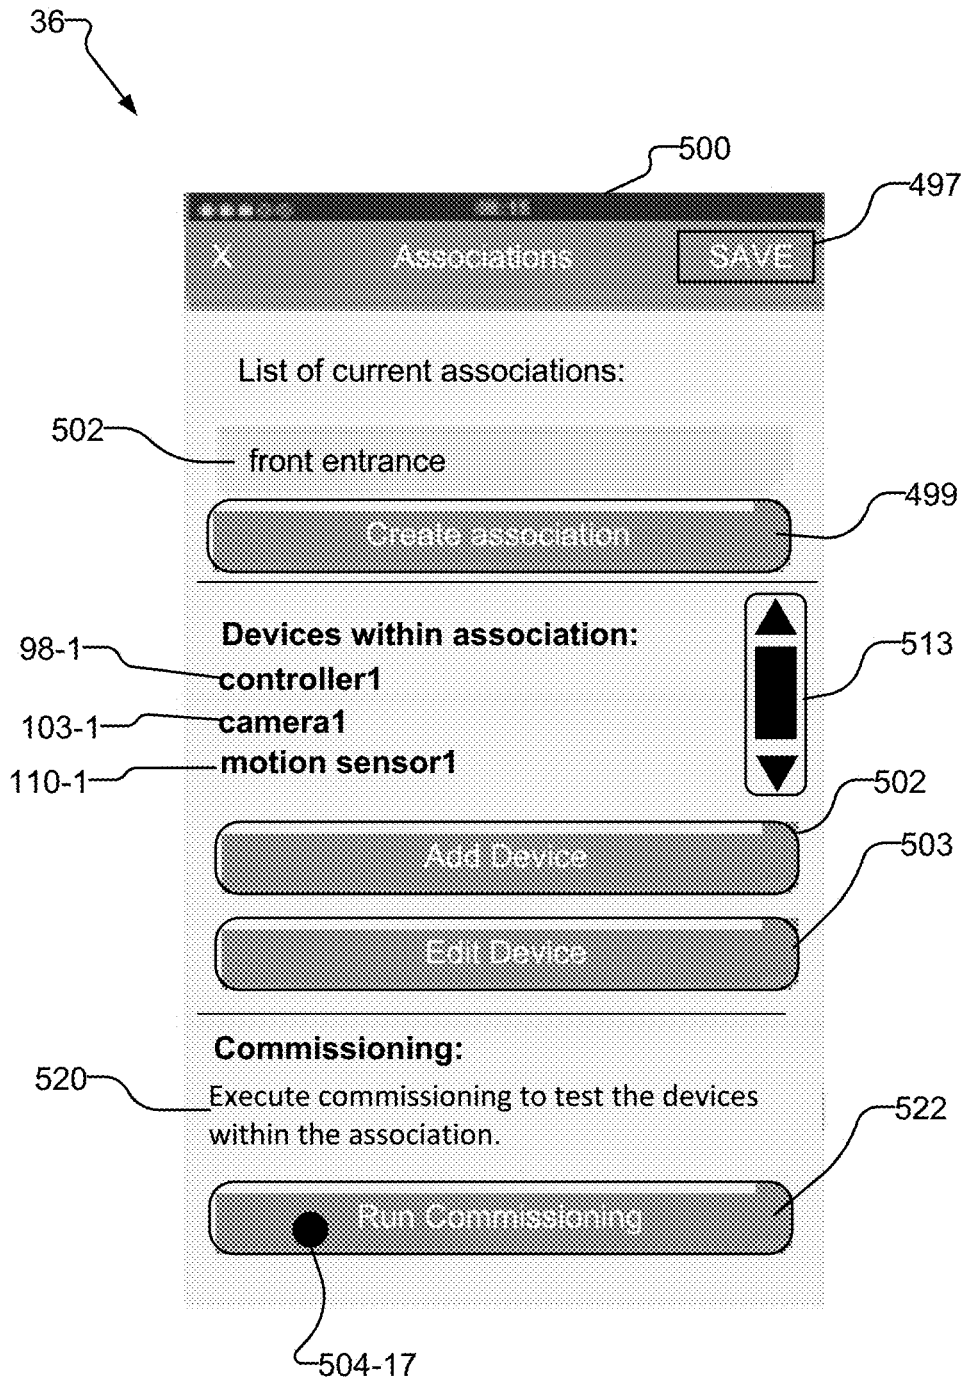 36
500
497
X Associations SAVE
List of current associations:
502
front entrance
499
Create association
Devices within association:
98-1
controller1
513
103-1
camera1
110-1
motion sensor1
502
Add Device
503
Edit Device
Commissioning:
520
Execute commissioning to test the devices
within the association.
522
Run Commissioning
504-17